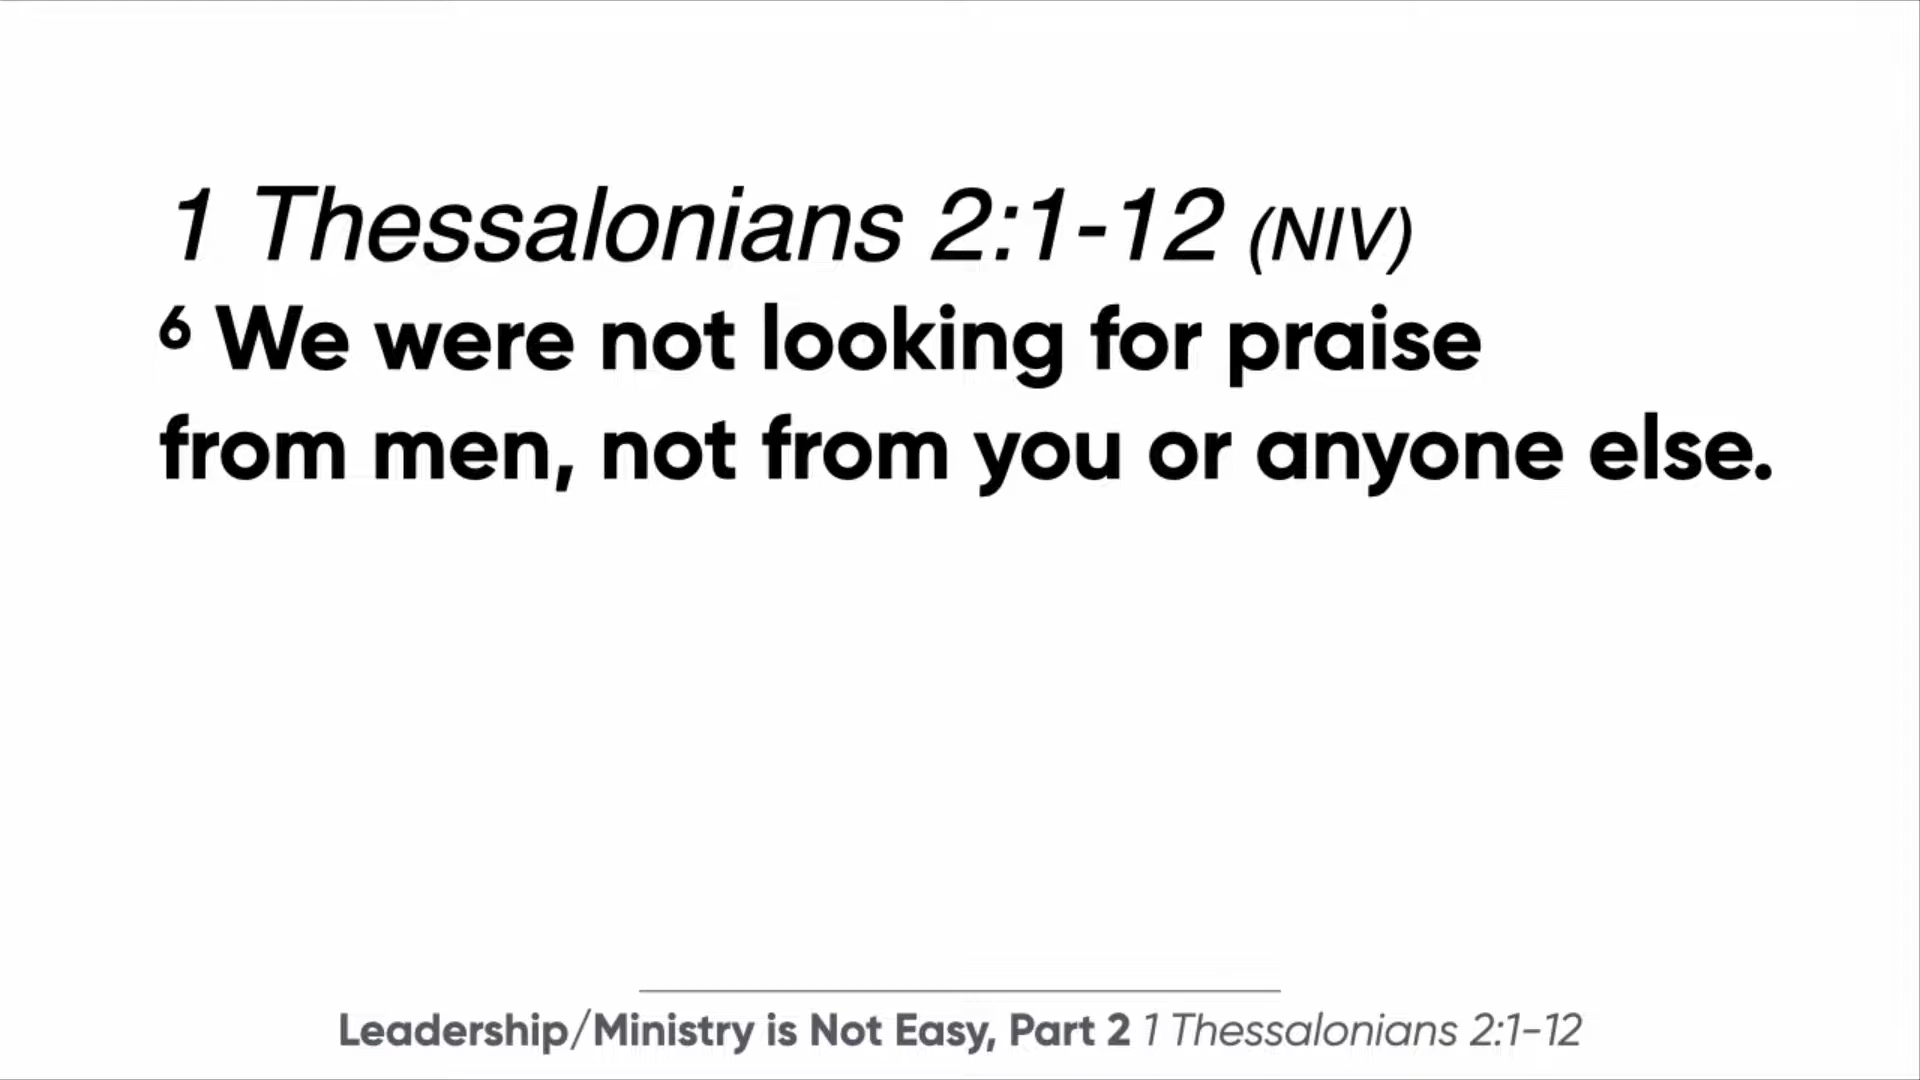 1 Thessalonians 2:1-12 (NIV)
⁶ We were not looking for praise
from men, not from you or anyone else.
Leadership/Ministry is Not Easy, Part 2 1 Thessalonians 2:1-12